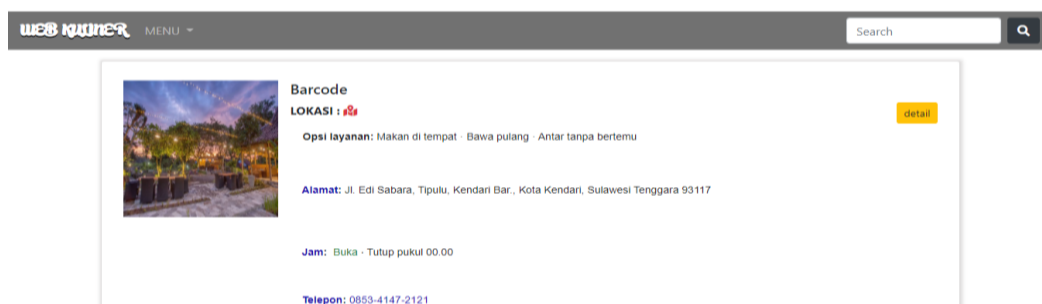 WEB KULINER MENU Search
Barcode
LOKASI :
detail
Opsi layanan: Makan di tempat · Bawa pulang · Antar tanpa bertemu
Alamat: Jl. Edi Sabara, Tipulu, Kendari Bar., Kota Kendari, Sulawesi Tenggara 93117
Jam: Buka · Tutup pukul 00.00
Telepon: 0853-4147-2121